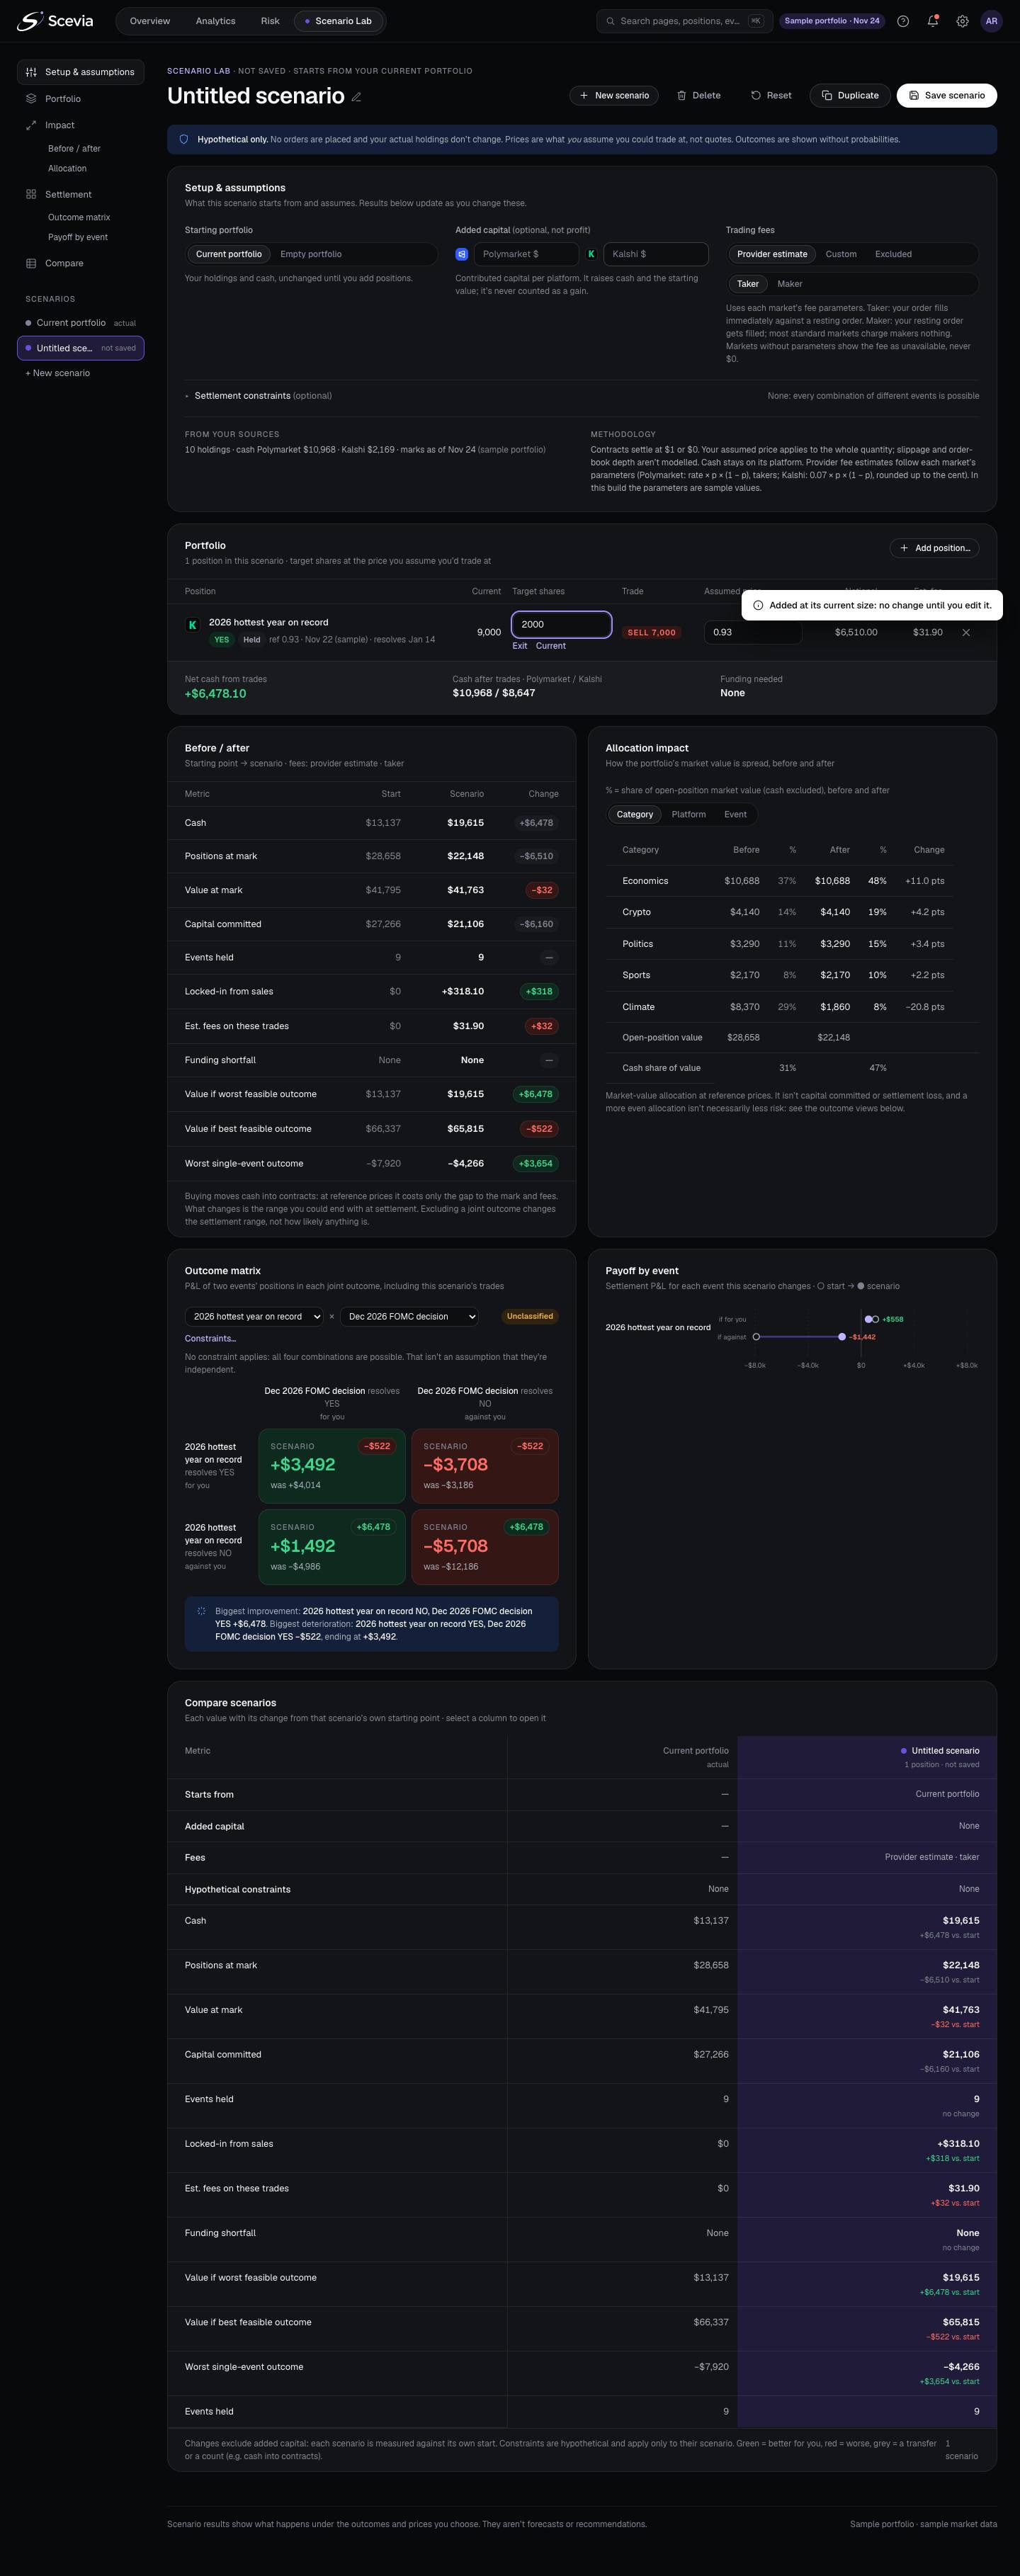 Scevia
Overview
Analytics
Risk
Scenario Lab
Search pages, positions, ev...
⌘K
Sample portfolio · Nov 24
AR
Setup & assumptions
Portfolio
Impact
Before / after
Allocation
Settlement
Outcome matrix
Payoff by event
Compare
SCENARIOS
Current portfolio actual
Untitled sce... not saved
+ New scenario
SCENARIO LAB · NOT SAVED · STARTS FROM YOUR CURRENT PORTFOLIO
Untitled scenario
New scenario
Delete
Reset
Duplicate
Save scenario
Hypothetical only. No orders are placed and your actual holdings don't change. Prices are what you assume you could trade at, not quotes. Outcomes are shown without probabilities.
Setup & assumptions
What this scenario starts from and assumes. Results below update as you change these.
Starting portfolio
Current portfolio
Empty portfolio
Your holdings and cash, unchanged until you add positions.
Added capital (optional, not profit)
Polymarket $
K
Kalshi $
Contributed capital per platform. It raises cash and the starting
value; it's never counted as a gain.
Trading fees
Provider estimate
Custom
Excluded
Taker
Maker
Uses each market's fee parameters. Taker: your order fills
immediately against a resting order. Maker: your resting order
gets filled; most standard markets charge makers nothing.
Markets without parameters show the fee as unavailable, never
$0.
Settlement constraints (optional)
None: every combination of different events is possible
FROM YOUR SOURCES
10 holdings · cash Polymarket $10,968 · Kalshi $2,169 · marks as of Nov 24 (sample portfolio)
METHODOLOGY
Contracts settle at $1 or $0. Your assumed price applies to the whole quantity; slippage and order-
book depth aren't modelled. Cash stays on its platform. Provider fee estimates follow each market's
parameters (Polymarket: rate × p × (1 − p), takers; Kalshi: 0.07 × p × (1 − p), rounded up to the cent). In
this build the parameters are sample values.
Portfolio
1 position in this scenario · target shares at the price you assume you'd trade at
Add position...
Position Current Target shares Trade Assumed
Added at its current size: no change until you edit it.
K
2026 hottest year on record
YES Held ref 0.93 · Nov 22 (sample) · resolves Jan 14
9,000
2000
Exit Current
SELL 7,000
0.93
$6,510.00
$31.90
Net cash from trades
+$6,478.10
Cash after trades · Polymarket / Kalshi
$10,968 / $8,647
Funding needed
None
Before / after
Starting point → scenario · fees: provider estimate · taker
Metric Start Scenario Change
Cash $13,137 $19,615 +$6,478
Positions at mark $28,658 $22,148 −$6,510
Value at mark $41,795 $41,763 −$32
Capital committed $27,266 $21,106 −$6,160
Events held 9 9 —
Locked-in from sales $0 +$318.10 +$318
Est. fees on these trades $0 $31.90 +$32
Funding shortfall None None —
Value if worst feasible outcome $13,137 $19,615 +$6,478
Value if best feasible outcome $66,337 $65,815 −$522
Worst single-event outcome −$7,920 −$4,266 +$3,654
Buying moves cash into contracts: at reference prices it costs only the gap to the mark and fees.
What changes is the range you could end with at settlement. Excluding a joint outcome changes
the settlement range, not how likely anything is.
Allocation impact
How the portfolio's market value is spread, before and after
% = share of open-position market value (cash excluded), before and after
Category
Platform
Event
Category Before % After % Change
Economics $10,688 37% $10,688 48% +11.0 pts
Crypto $4,140 14% $4,140 19% +4.2 pts
Politics $3,290 11% $3,290 15% +3.4 pts
Sports $2,170 8% $2,170 10% +2.2 pts
Climate $8,370 29% $1,860 8% −20.8 pts
Open-position value $28,658 $22,148
Cash share of value 31% 47%
Market-value allocation at reference prices. It isn't capital committed or settlement loss, and a
more even allocation isn't necessarily less risk: see the outcome views below.
Outcome matrix
P&L of two events' positions in each joint outcome, including this scenario's trades
2026 hottest year on record × Dec 2026 FOMC decision Unclassified
Constraints...
No constraint applies: all four combinations are possible. That isn't an assumption that they're
independent.
Dec 2026 FOMC decision resolves
YES
for you
Dec 2026 FOMC decision resolves
NO
against you
2026 hottest
year on record
resolves YES
for you
SCENARIO −$522
+$3,492
was +$4,014
SCENARIO −$522
−$3,708
was −$3,186
2026 hottest
year on record
resolves NO
against you
SCENARIO +$6,478
+$1,492
was −$4,986
SCENARIO +$6,478
−$5,708
was −$12,186
Biggest improvement: 2026 hottest year on record NO, Dec 2026 FOMC decision
YES +$6,478. Biggest deterioration: 2026 hottest year on record YES, Dec 2026
FOMC decision YES −$522, ending at +$3,492.
Payoff by event
Settlement P&L for each event this scenario changes · start → scenario
2026 hottest year on record
if for you
+$558
if against
−$1,442
−$8.0k −$4.0k $0 +$4.0k +$8.0k
Compare scenarios
Each value with its change from that scenario's own starting point · select a column to open it
Metric Current portfolio Untitled scenario
actual 1 position · not saved
Starts from — Current portfolio
Added capital — None
Fees — Provider estimate · taker
Hypothetical constraints None None
Cash $13,137 $19,615
+$6,478 vs. start
Positions at mark $28,658 $22,148
−$6,510 vs. start
Value at mark $41,795 $41,763
−$32 vs. start
Capital committed $27,266 $21,106
−$6,160 vs. start
Events held 9 9
no change
Locked-in from sales $0 +$318.10
+$318 vs. start
Est. fees on these trades $0 $31.90
+$32 vs. start
Funding shortfall None None
no change
Value if worst feasible outcome $13,137 $19,615
+$6,478 vs. start
Value if best feasible outcome $66,337 $65,815
−$522 vs. start
Worst single-event outcome −$7,920 −$4,266
+$3,654 vs. start
Events held 9 9
Changes exclude added capital: each scenario is measured against its own start. Constraints are hypothetical and apply only to their scenario. Green = better for you, red = worse, grey = a transfer
or a count (e.g. cash into contracts).
1
scenario
Scenario results show what happens under the outcomes and prices you choose. They aren't forecasts or recommendations.
Sample portfolio · sample market data